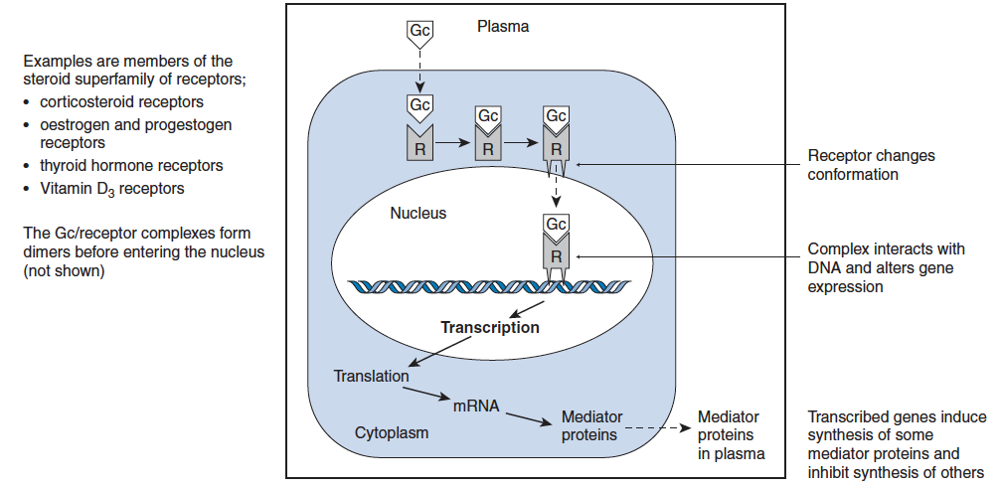 Examples are members of the
steroid superfamily of receptors;
• corticosteroid receptors
• oestrogen and progestogen
receptors
• thyroid hormone receptors
• Vitamin D₃ receptors
The Gc/receptor complexes form
dimers before entering the nucleus
(not shown)
Gc
Plasma
Gc
Gc
Gc
R
R
R
Receptor changes
conformation
Nucleus
Gc
R
Complex interacts with
DNA and alters gene
expression
Transcription
Translation
mRNA
Cytoplasm
Mediator
proteins
Mediator
proteins
in plasma
Transcribed genes induce
synthesis of some
mediator proteins and
inhibit synthesis of others